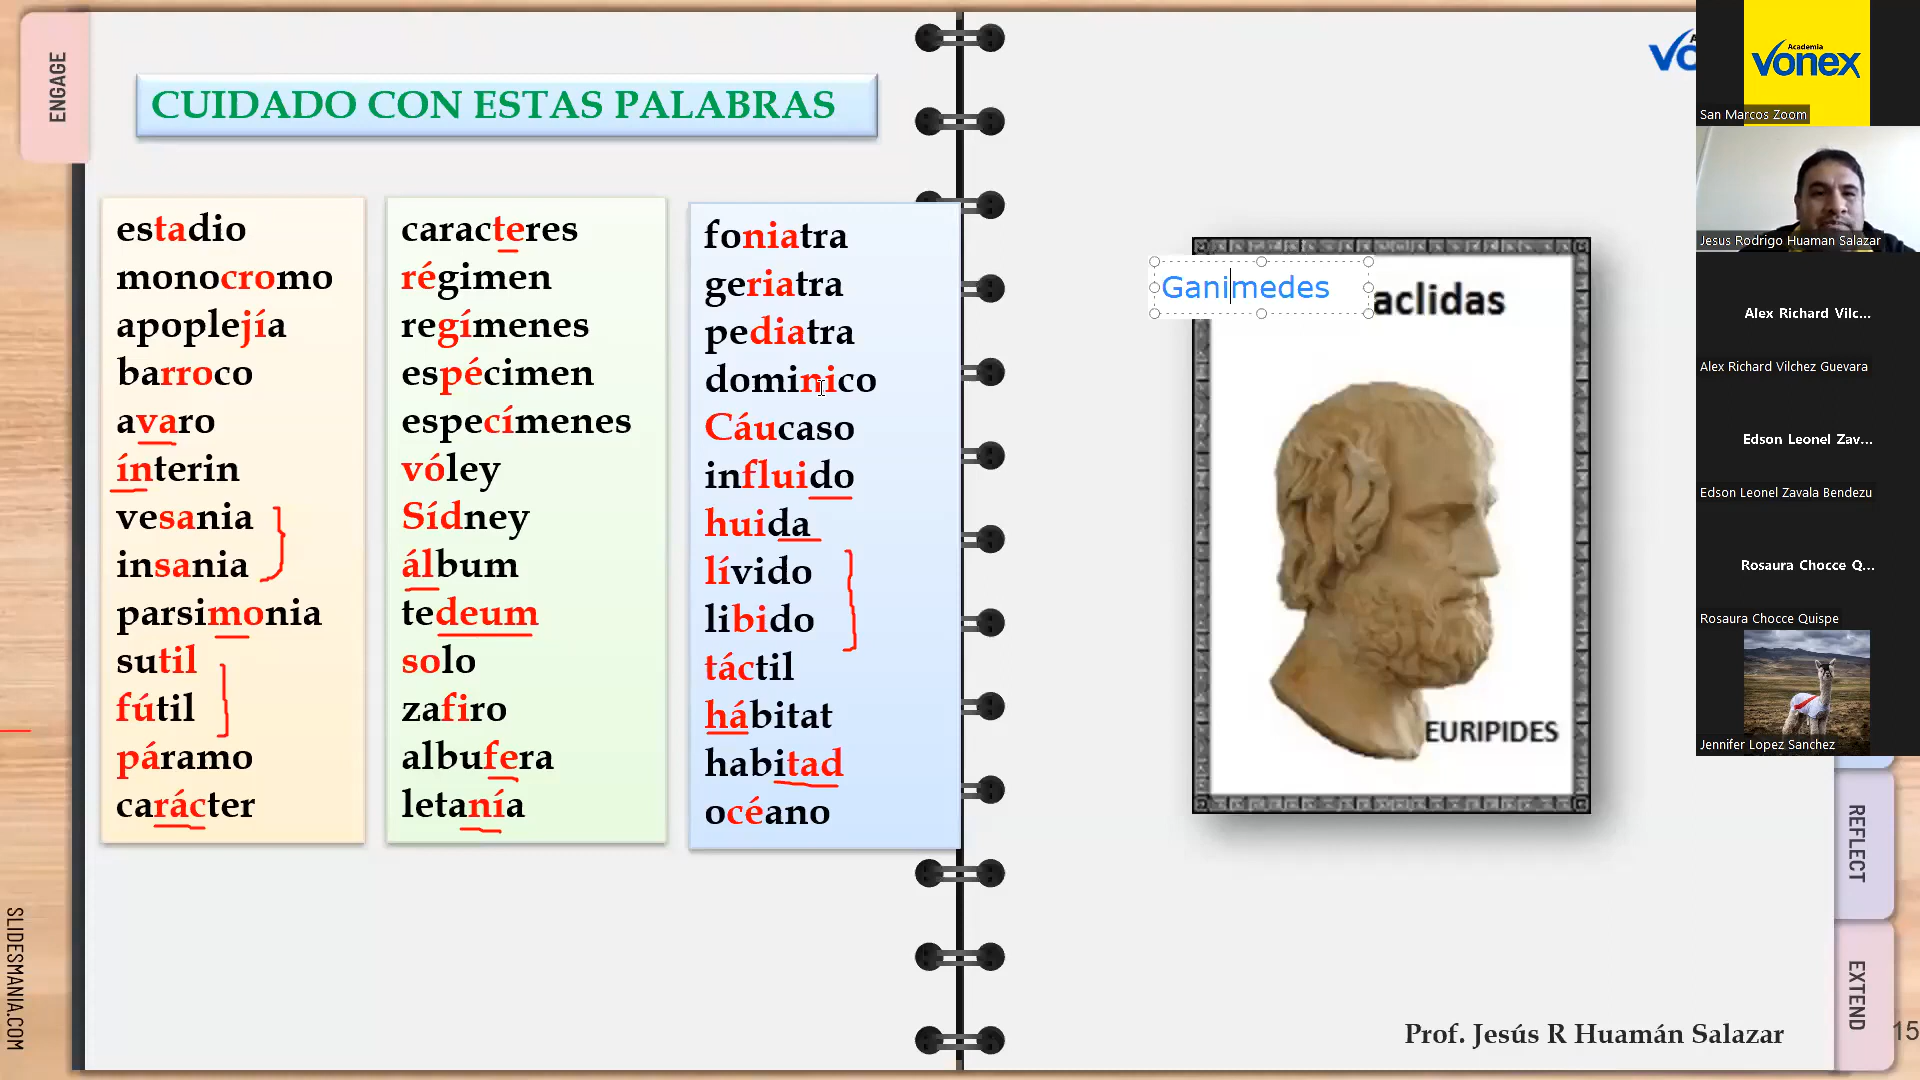 ENGAGE
CUIDADO CON ESTAS PALABRAS
estadio
monocromo
apoplejía
barroco
avaro
ínterin
vesania
insania
parsimonia
sutil
fútil
páramo
carácter
caracteres
régimen
regímenes
espécimen
especímenes
vóley
Sídney
álbum
tedeum
solo
zafiro
albufera
letanía
foniatra
geriatra
pediatra
dominico
Cáucaso
influido
huida
lívido
libido
táctil
hábitat
habitad
océano
Ganimedes
aclidas
EURIPIDES
Prof. Jesús R Huamán Salazar
15
REFLECT
EXTEND
SLIDESMANIA.COM
Academia
vonex
San Marcos Zoom
Jesus Rodrigo Huaman Salazar
Alex Richard Vilc...
Alex Richard Vilchez Guevara
Edson Leonel Zav...
Edson Leonel Zavala Bendezu
Rosaura Chocce Q...
Rosaura Chocce Quispe
Jennifer Lopez Sanchez